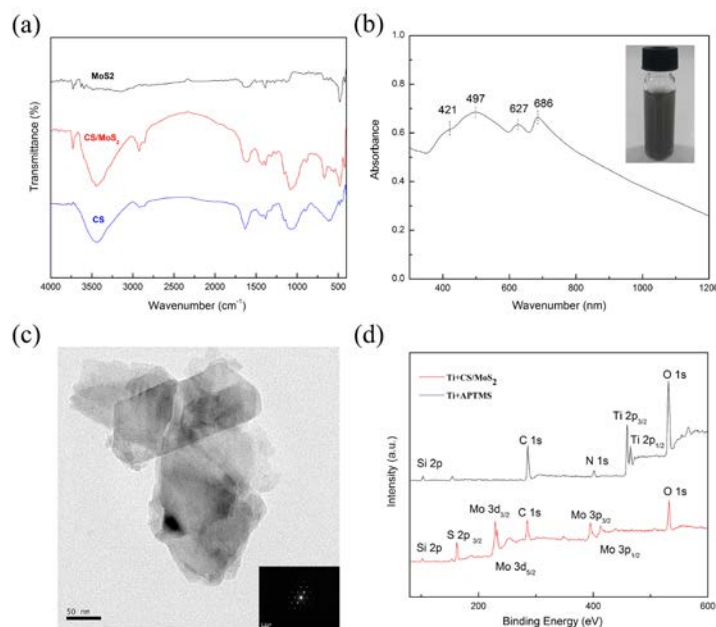 (a)
MoS2
CS/MoS₂
CS
Transmittance (%)
4000 3500 3000 2500 2000 1500 1000 500
Wavenumber (cm⁻¹)
(b)
421 497 627 686
Absorbance
1.0
0.8
0.6
0.4
0.2
0.0
400 600 800 1000 1200
Wavenumber (nm)
(c)
50 nm
(d)
Ti+CS/MoS₂
Ti+APTMS
O 1s
Ti 2p₃/₂
Ti 2p₁/₂
C 1s
N 1s
Si 2p
Mo 3d₃/₂
C 1s
Mo 3p₃/₂
O 1s
S 2p₃/₂
Si 2p
Mo 3d₅/₂
Mo 3p₁/₂
Intensity (a.u.)
200 400 600
Binding Energy (eV)